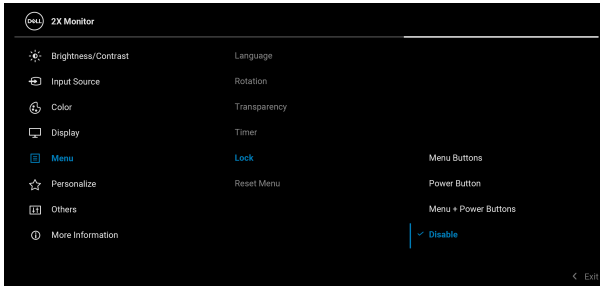 DELL 2X Monitor
Brightness/Contrast Language
Input Source Rotation
Color Transparency
Display Timer
Menu Lock Menu Buttons
Personalize Reset Menu Power Button
Others Menu + Power Buttons
More Information Disable
Exit